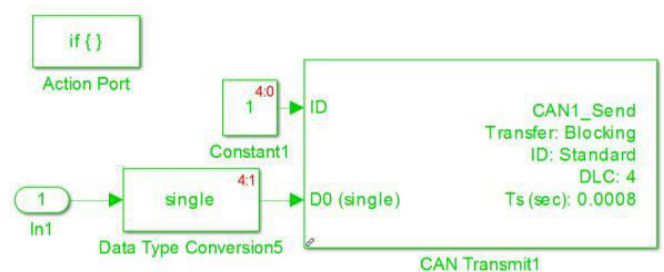 if { }
Action Port
4:0
1
ID
Constant1
CAN1_Send
Transfer: Blocking
ID: Standard
DLC: 4
Ts (sec): 0.0008
1
In1
4:1
single
Data Type Conversion5
D0 (single)
CAN Transmit1